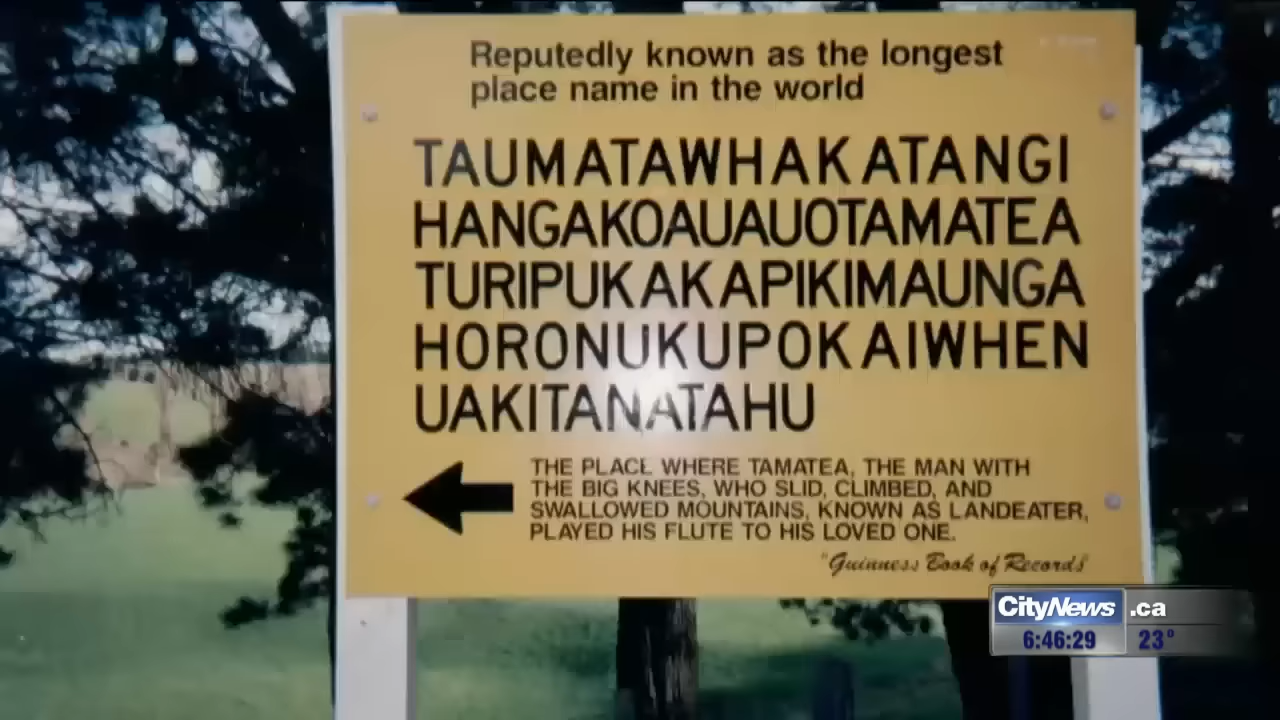 Reputedly known as the longest
place name in the world
TAUMATAWHAKATANGI
HANGAKOAUAUOTAMATEA
TURIPUKAKAPIKIMAUNGA
HORONUKUPOKAIWHEN
UAKITANATAHU
THE PLACE WHERE TAMATEA, THE MAN WITH
THE BIG KNEES, WHO SLID, CLIMBED, AND
SWALLOWED MOUNTAINS, KNOWN AS LANDEATER,
PLAYED HIS FLUTE TO HIS LOVED ONE.
"Guinness Book of Records"
CityNews .ca
6:46:29 23°